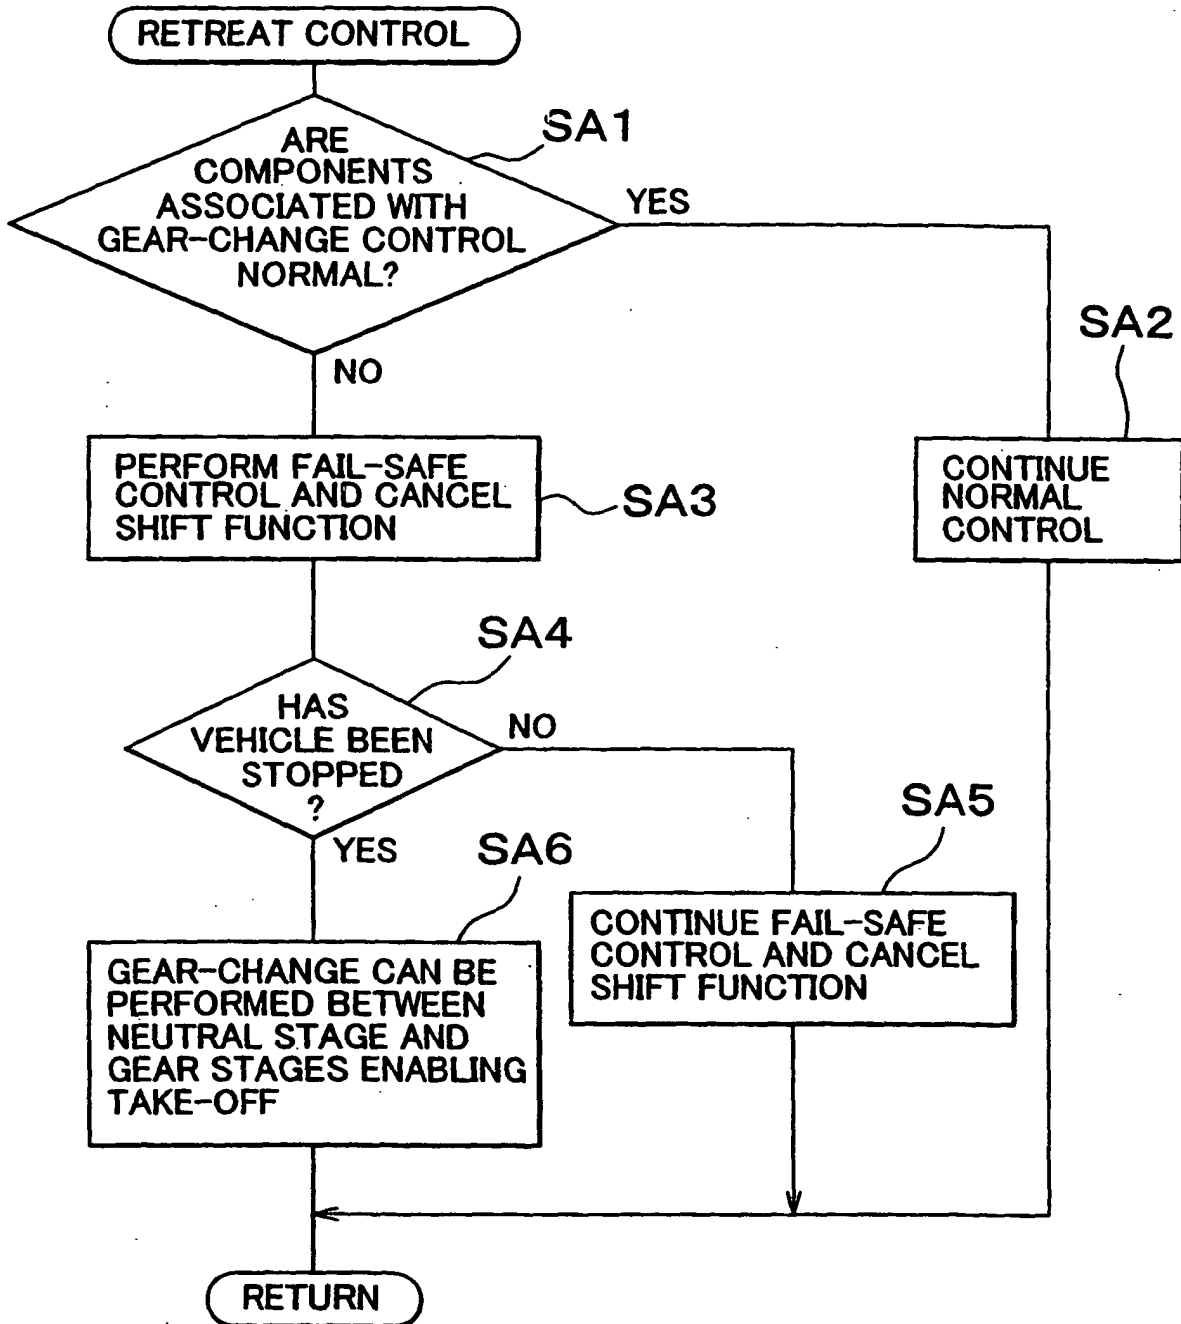 RETREAT CONTROL
SA1
ARE
COMPONENTS
ASSOCIATED WITH
GEAR-CHANGE CONTROL
NORMAL?
YES
NO
SA2
CONTINUE
NORMAL
CONTROL
PERFORM FAIL-SAFE
CONTROL AND CANCEL
SHIFT FUNCTION
SA3
SA4
HAS
VEHICLE BEEN
STOPPED
?
NO
YES
SA5
CONTINUE FAIL-SAFE
CONTROL AND CANCEL
SHIFT FUNCTION
SA6
GEAR-CHANGE CAN BE
PERFORMED BETWEEN
NEUTRAL STAGE AND
GEAR STAGES ENABLING
TAKE-OFF
RETURN